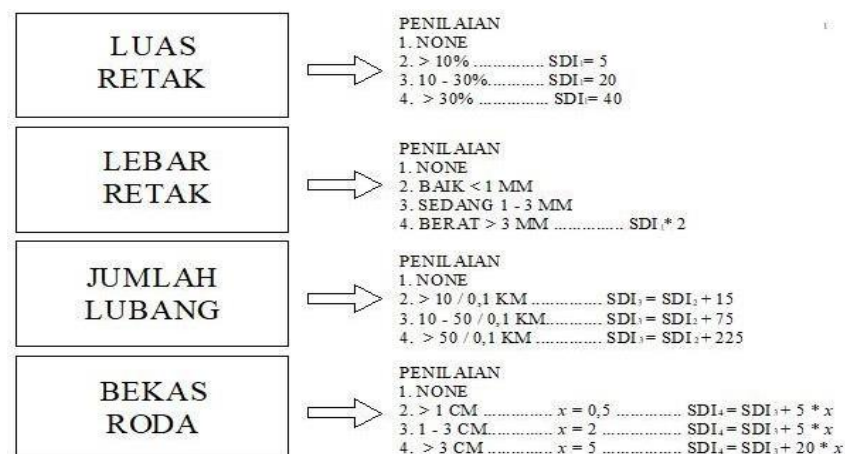 LUAS
RETAK
PENILAIAN
1. NONE
2. > 10% ............... SDI₁= 5
3. 10 - 30%............. SDI₁= 20
4. > 30% ............... SDI₁= 40
LEBAR
RETAK
PENILAIAN
1. NONE
2. BAIK < 1 MM
3. SEDANG 1 - 3 MM
4. BERAT > 3 MM ............... SDI₁* 2
JUMLAH
LUBANG
PENILAIAN
1. NONE
2. > 10 / 0,1 KM ............... SDI₃ = SDI₂ + 15
3. 10 - 50 / 0,1 KM............. SDI₃ = SDI₂ + 75
4. > 50 / 0,1 KM .............. SDI₃ = SDI₂ + 225
BEKAS
RODA
PENILAIAN
1. NONE
2. > 1 CM ............... x = 0,5 .............. SDI₄ = SDI₃ + 5 * x
3. 1 - 3 CM.............. x = 2 ................. SDI₄ = SDI₃ + 5 * x
4. > 3 CM .............. x = 5 ................. SDI₄ = SDI₃ + 20 * x